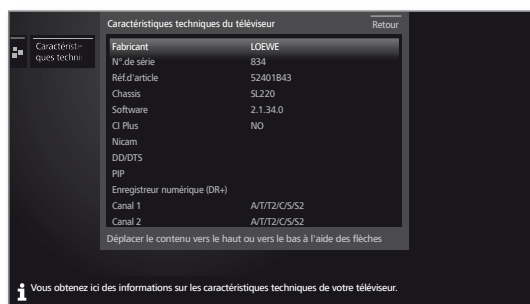 Caractéristiques techniques du téléviseur
Retour
Caractéristi-
ques techni
Fabricant LOEWE
N°.de série 834
Réf.d'article 52401B43
Chassis SL220
Software 2.1.34.0
CI Plus NO
Nicam
DD/DTS
PIP
Enregistreur numérique (DR+)
Canal 1 A/T/T2/C/S/S2
Canal 2 A/T/T2/C/S/S2
Déplacer le contenu vers le haut ou vers le bas à l'aide des flèches
Vous obtenez ici des informations sur les caractéristiques techniques de votre téléviseur.